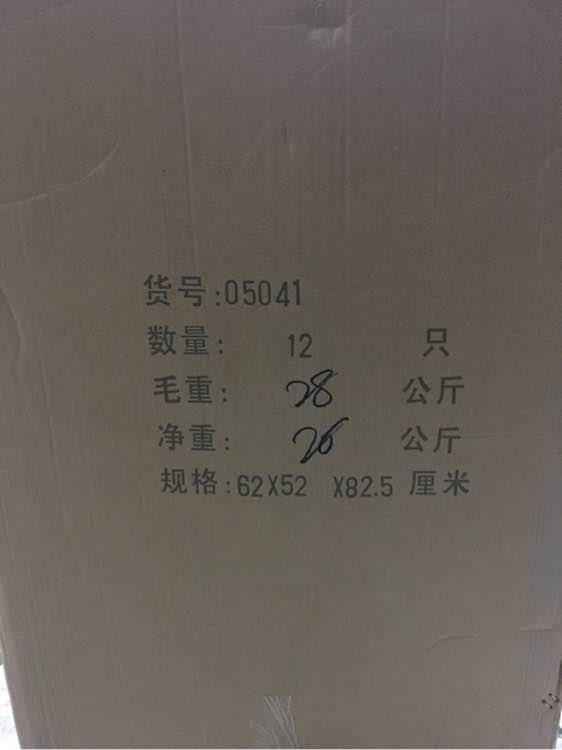 货号:05041
数量: 12 只
毛重: 28 公斤
净重: 26 公斤
规格:62X52 X82.5 厘米